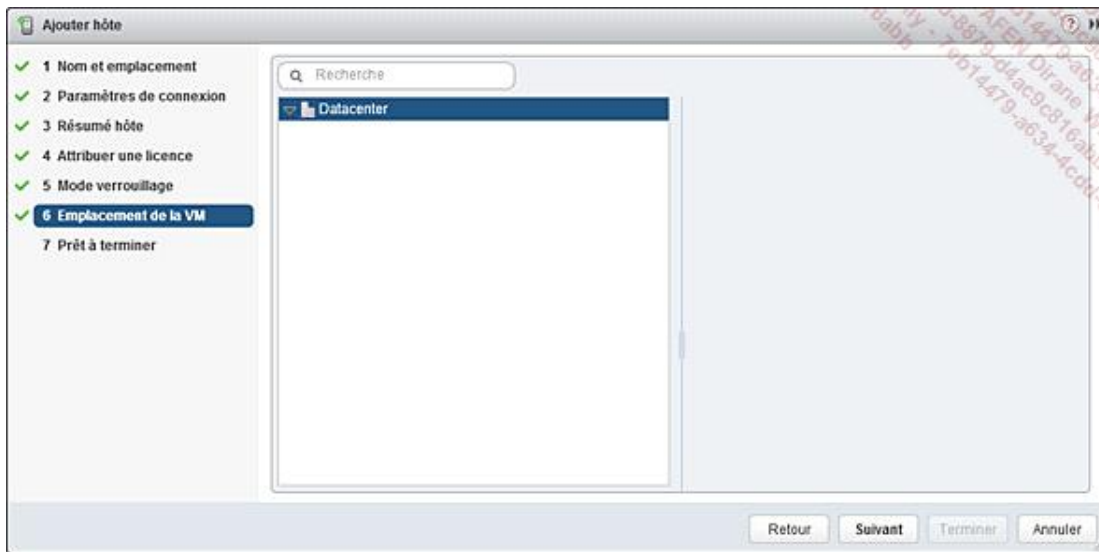 Ajouter hôte
1 Nom et emplacement
2 Paramètres de connexion
3 Résumé hôte
4 Attribuer une licence
5 Mode verrouillage
6 Emplacement de la VM
7 Prêt à terminer
Recherche
Datacenter
Retour
Suivant
Terminer
Annuler